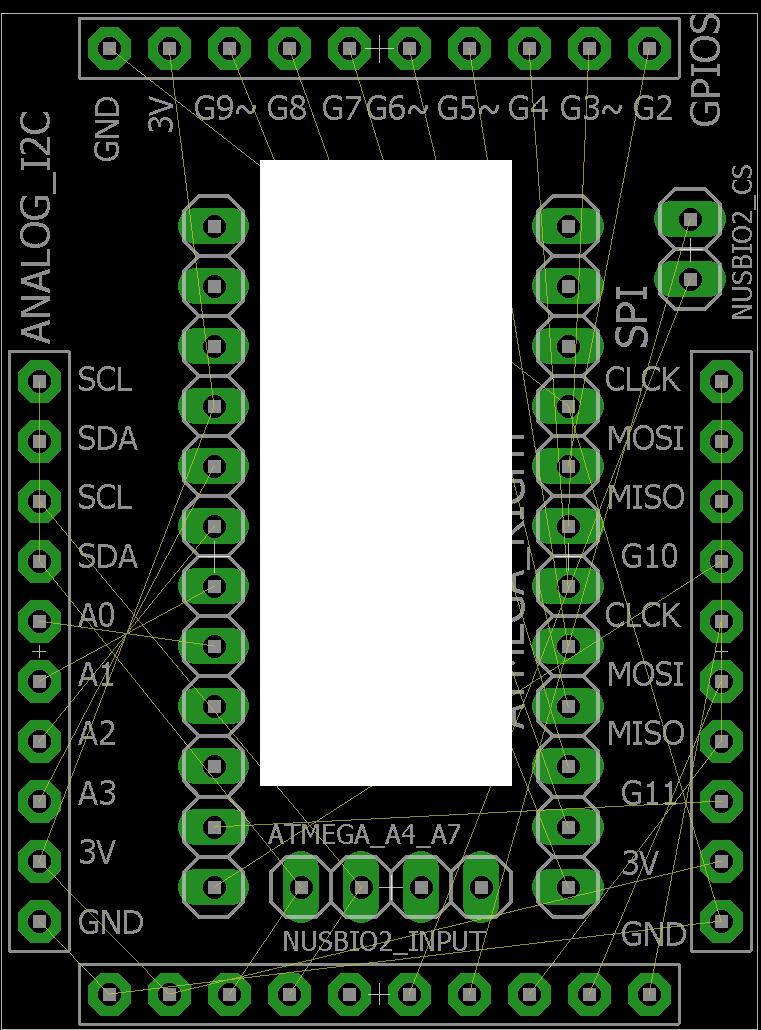 GPIOS
GND
3V
G9~
G8
G7
G6~
G5~
G4
G3~
G2
ANALOG_I2C
NUSBIO2_CS
SPI
SCL
SDA
SCL
SDA
A0
A1
A2
A3
3V
GND
CLCK
MOSI
MISO
G10
CLCK
MOSI
MISO
G11
3V
GND
ATMEGA_A4_A7
NUSBIO2_INPUT